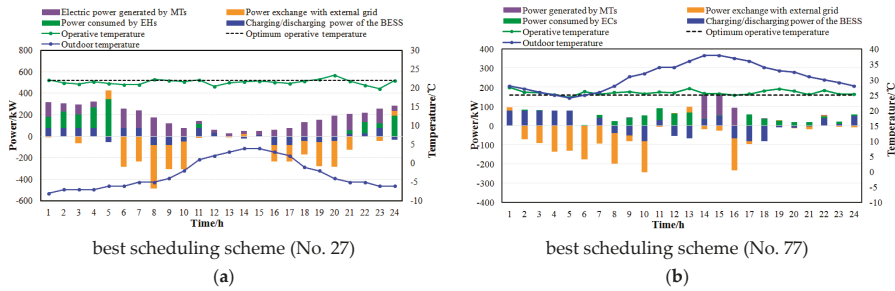 Electric power generated by MTs
Power exchange with external grid
Power consumed by EHs
Charging/discharging power of the BESS
Operative temperature
Optimum operative temperature
Outdoor temperature
800
600
400
200
0
-200
-400
-600
Power/kW
30
25
20
15
10
5
0
-5
-10
Temperature/°C
1 2 3 4 5 6 7 8 9 10 11 12 13 14 15 16 17 18 19 20 21 22 23 24
Time/h
best scheduling scheme (No. 27)
(a)
Power generated by MTs
Power exchange with external grid
Power consumed by ECs
Charging/discharging power of the BESS
Operative temperature
Optimum operative temperature
Outdoor temperature
400
300
200
100
0
-100
-200
-300
-400
Power/kW
40
35
30
25
20
15
10
5
0
-5
-10
Temperature/°C
1 2 3 4 5 6 7 8 9 10 11 12 13 14 15 16 17 18 19 20 21 22 23 24
Time/h
best scheduling scheme (No. 77)
(b)